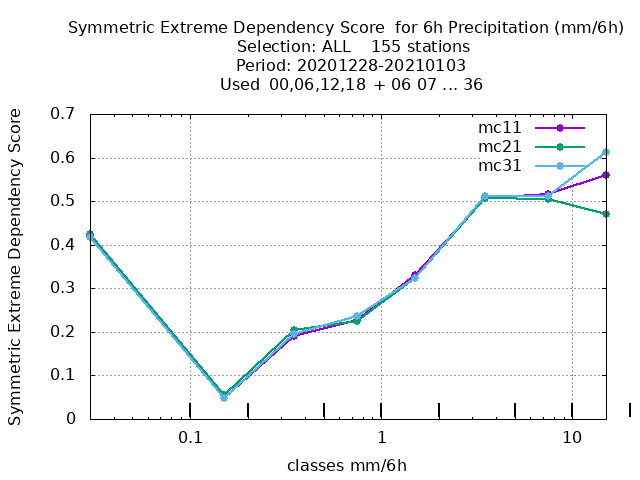 Symmetric Extreme Dependency Score  for 6h Precipitation (mm/6h)
Selection: ALL    155 stations
Period: 20201228-20210103
Used  00,06,12,18  + 06 07 ... 36
Symmetric Extreme Dependency Score
0.7
0.6
0.5
0.4
0.3
0.2
0.1
0
mc11
mc21
mc31
0.1
1
10
classes mm/6h